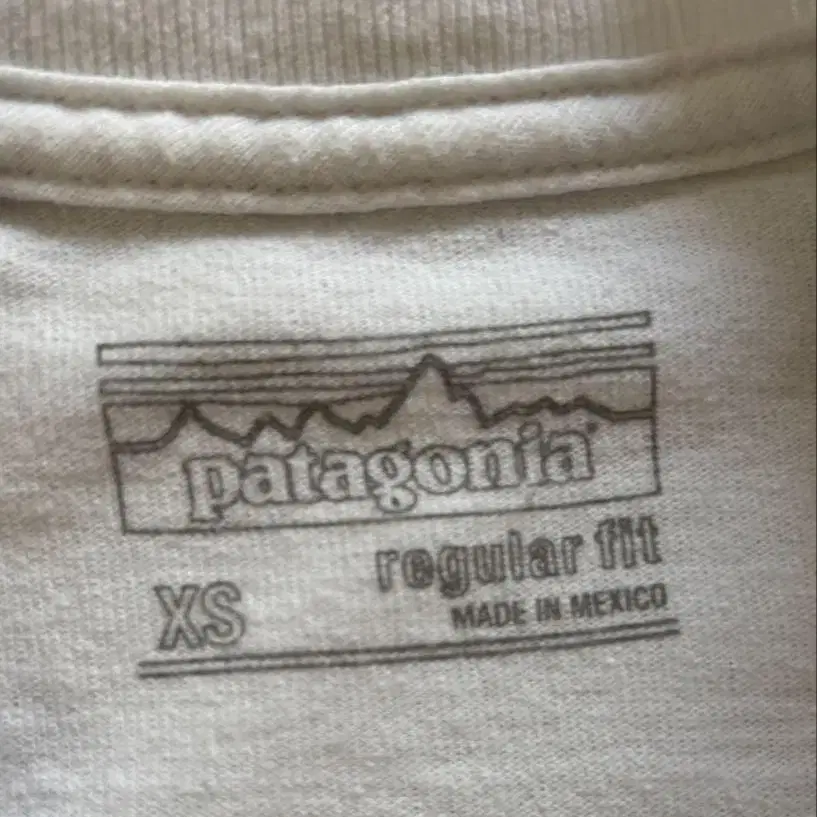 patagonia®
regular fit
XS
MADE IN MEXICO